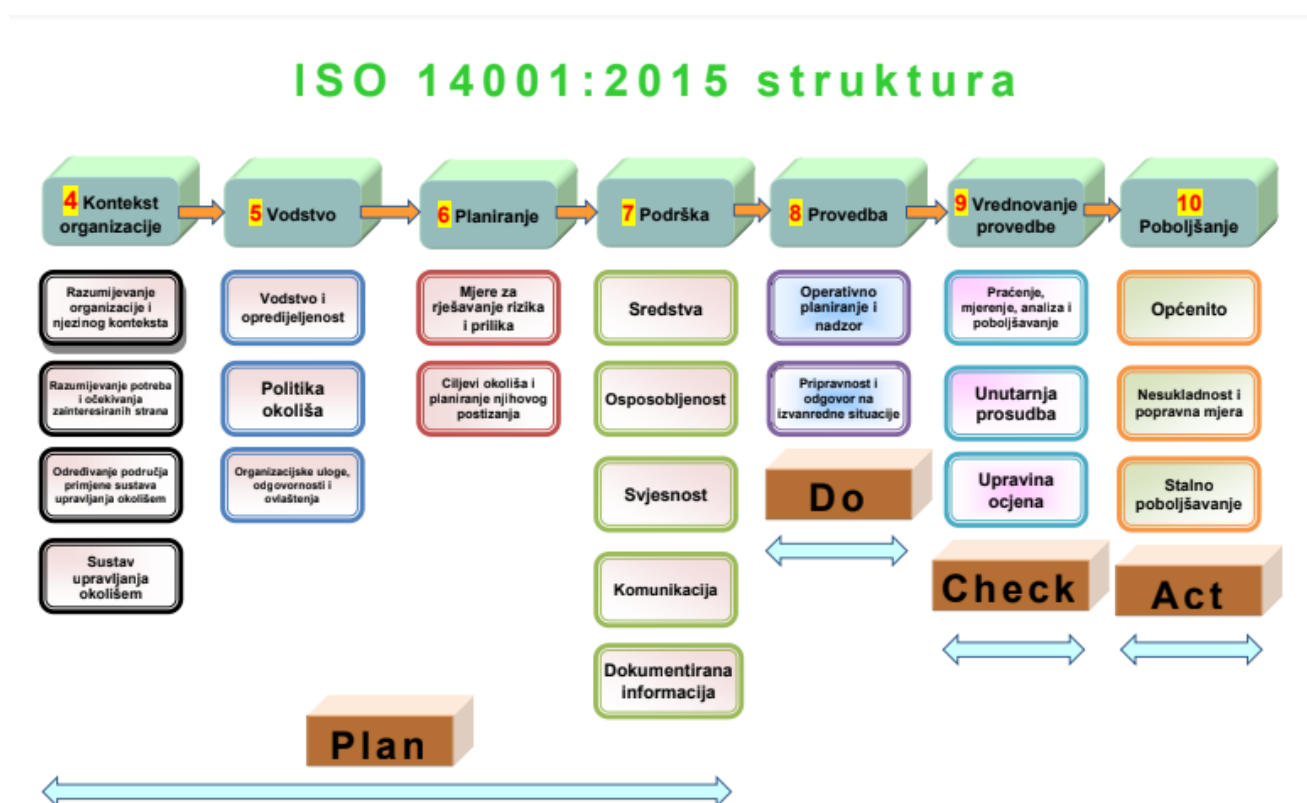 ISO 14001:2015 struktura
4 Kontekst
organizacije
5 Vodstvo
6 Planiranje
7 Podrška
8 Provedba
9 Vrednovanje
provedbe
10
Poboljšanje
Razumijevanje
organizacije i
njezinog konteksta
Razumijevanje potreba
i očekivanja
zainteresiranih strana
Određivanje područja
primjene sustava
upravljanja okolišem
Sustav
upravljanja
okolišem
Vodstvo i
opredijeljenost
Politika
okoliša
Organizacijske uloge,
odgovornosti i
ovlaštenja
Mjere za
rješavanje rizika
i prilika
Ciljevi okoliša i
planiranje njihovog
postizanja
Sredstva
Osposobljenost
Svjesnost
Komunikacija
Dokumentirana
informacija
Operativno
planiranje i
nadzor
Pripravnost i
odgovor na
izvanredne situacije
Praćenje,
mjerenje, analiza i
poboljšavanje
Unutarnja
prosudba
Upravina
ocjena
Općenito
Nesukladnost i
popravna mjera
Stalno
poboljšavanje
Plan
Do
Check
Act